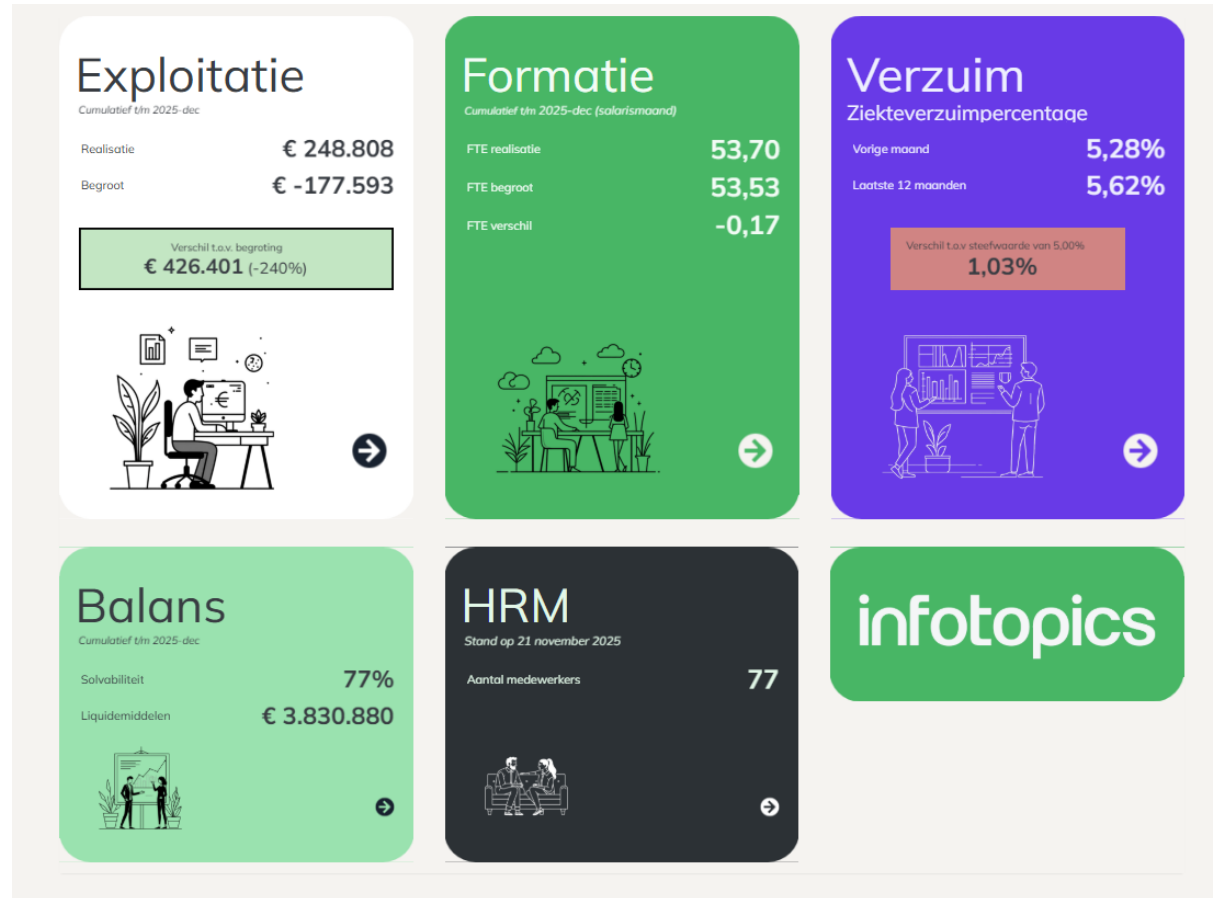 Exploitatie
Cumulatief t/m 2025-dec
Realisatie € 248.808
Begroot € -177.593
Verschil t.o.v. begroting
€ 426.401 (-240%)
€
Formatie
Cumulatief t/m 2025-dec (salarismaand)
FTE realisatie 53,70
FTE begroot 53,53
FTE verschil -0,17
Verzuim
Ziekteverzuimpercentage
Vorige maand 5,28%
Laatste 12 maanden 5,62%
Verschil t.o.v steefwaarde van 5,00%
1,03%
Balans
Cumulatief t/m 2025-dec
Solvabiliteit 77%
Liquidemiddelen € 3.830.880
HRM
Stand op 21 november 2025
Aantal medewerkers 77
infotopics